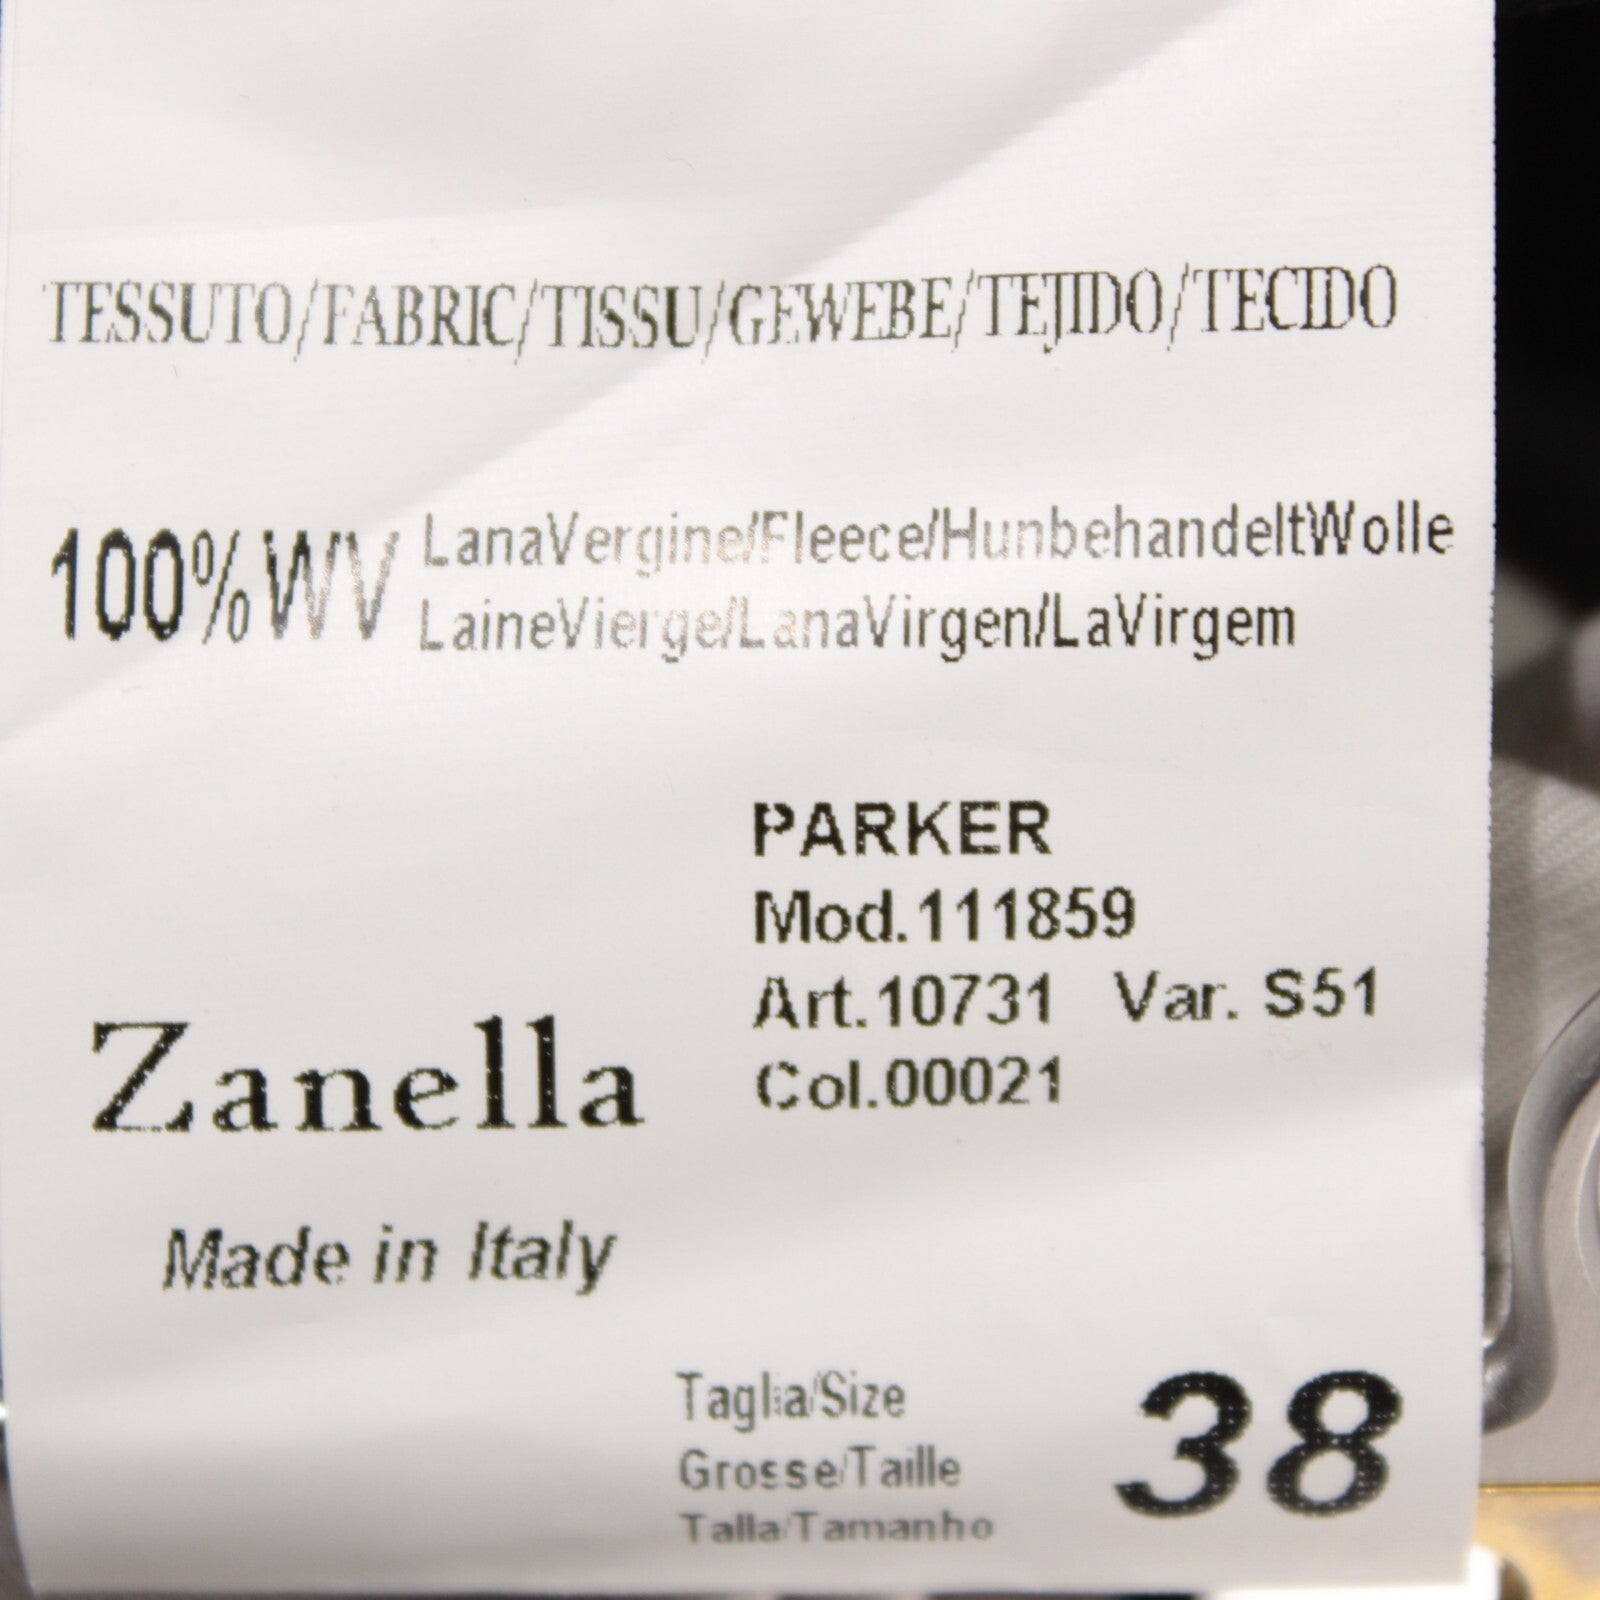 TESSUTO/FABRIC/TISSU/GEWEBE/TEJIDO/TECIDO
100%WV LanaVergine/Fleece/HunbehandeltWolle
LaineVierge/LanaVirgen/LaVirgem
PARKER
Mod.111859
Art.10731 Var. S51
Col.00021
Zanella
Made in Italy
Taglia/Size
Grosse/Taille
Talla/Tamanho
38